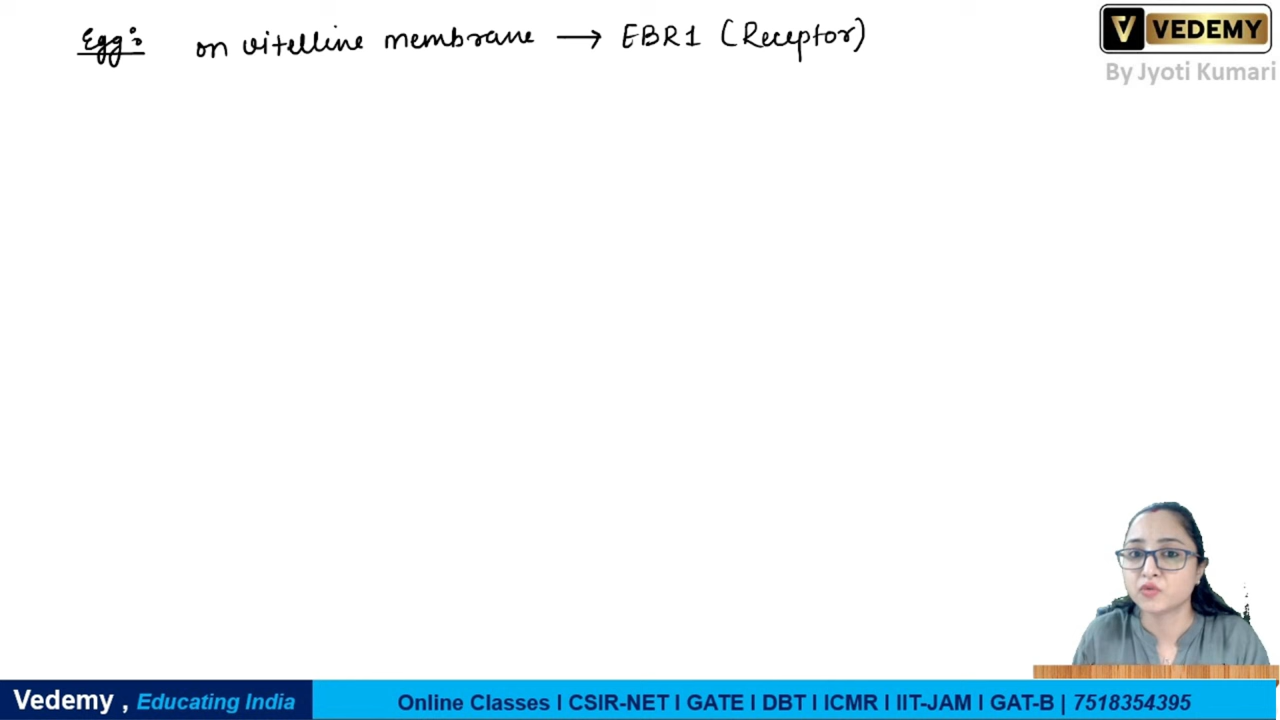 Egg: on vitelline membrane → EBR1 (Receptor)
V VEDEMY
By Jyoti Kumari
Vedemy , Educating India
Online Classes I CSIR-NET I GATE I DBT I ICMR I IIT-JAM I GAT-B | 7518354395